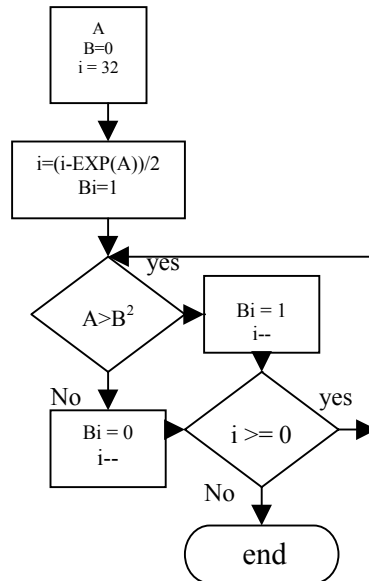 A
B=0
i = 32
i=(i-EXP(A))/2
Bi=1
yes
A>B²
Bi = 1
i--
No
yes
Bi = 0
i--
i >= 0
No
end